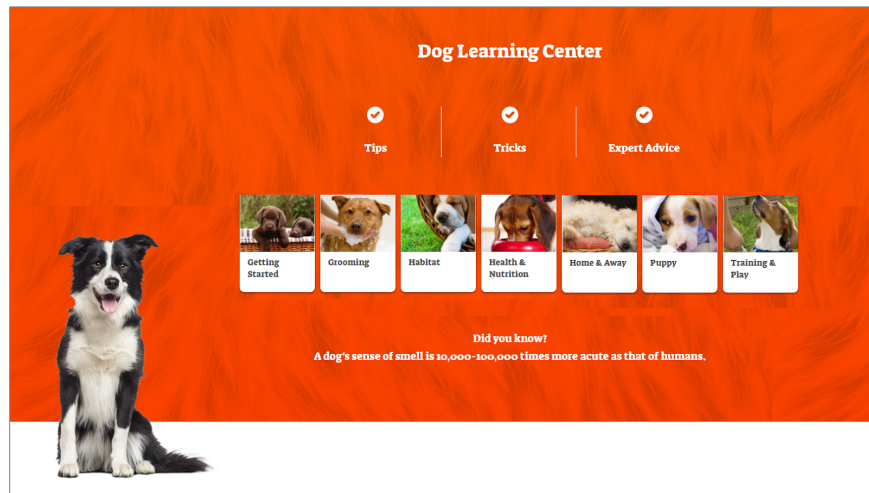 Dog Learning Center
Tips
Tricks
Expert Advice
Getting
Started
Grooming
Habitat
Health &
Nutrition
Home & Away
Puppy
Training &
Play
Did you know?
A dog's sense of smell is 10,000-100,000 times more acute as that of humans.